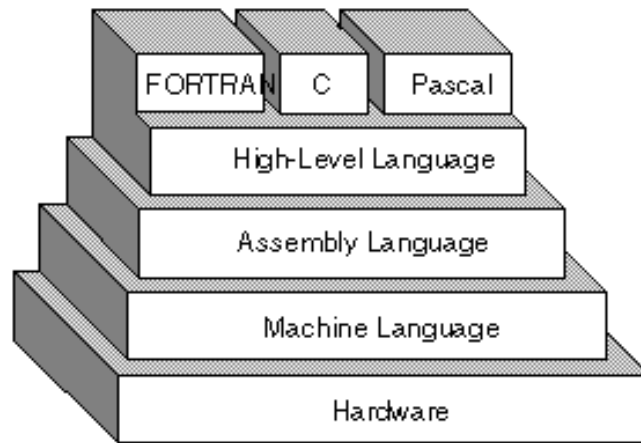 FORTRAN C Pascal
High-Level Language
Assembly Language
Machine Language
Hardware